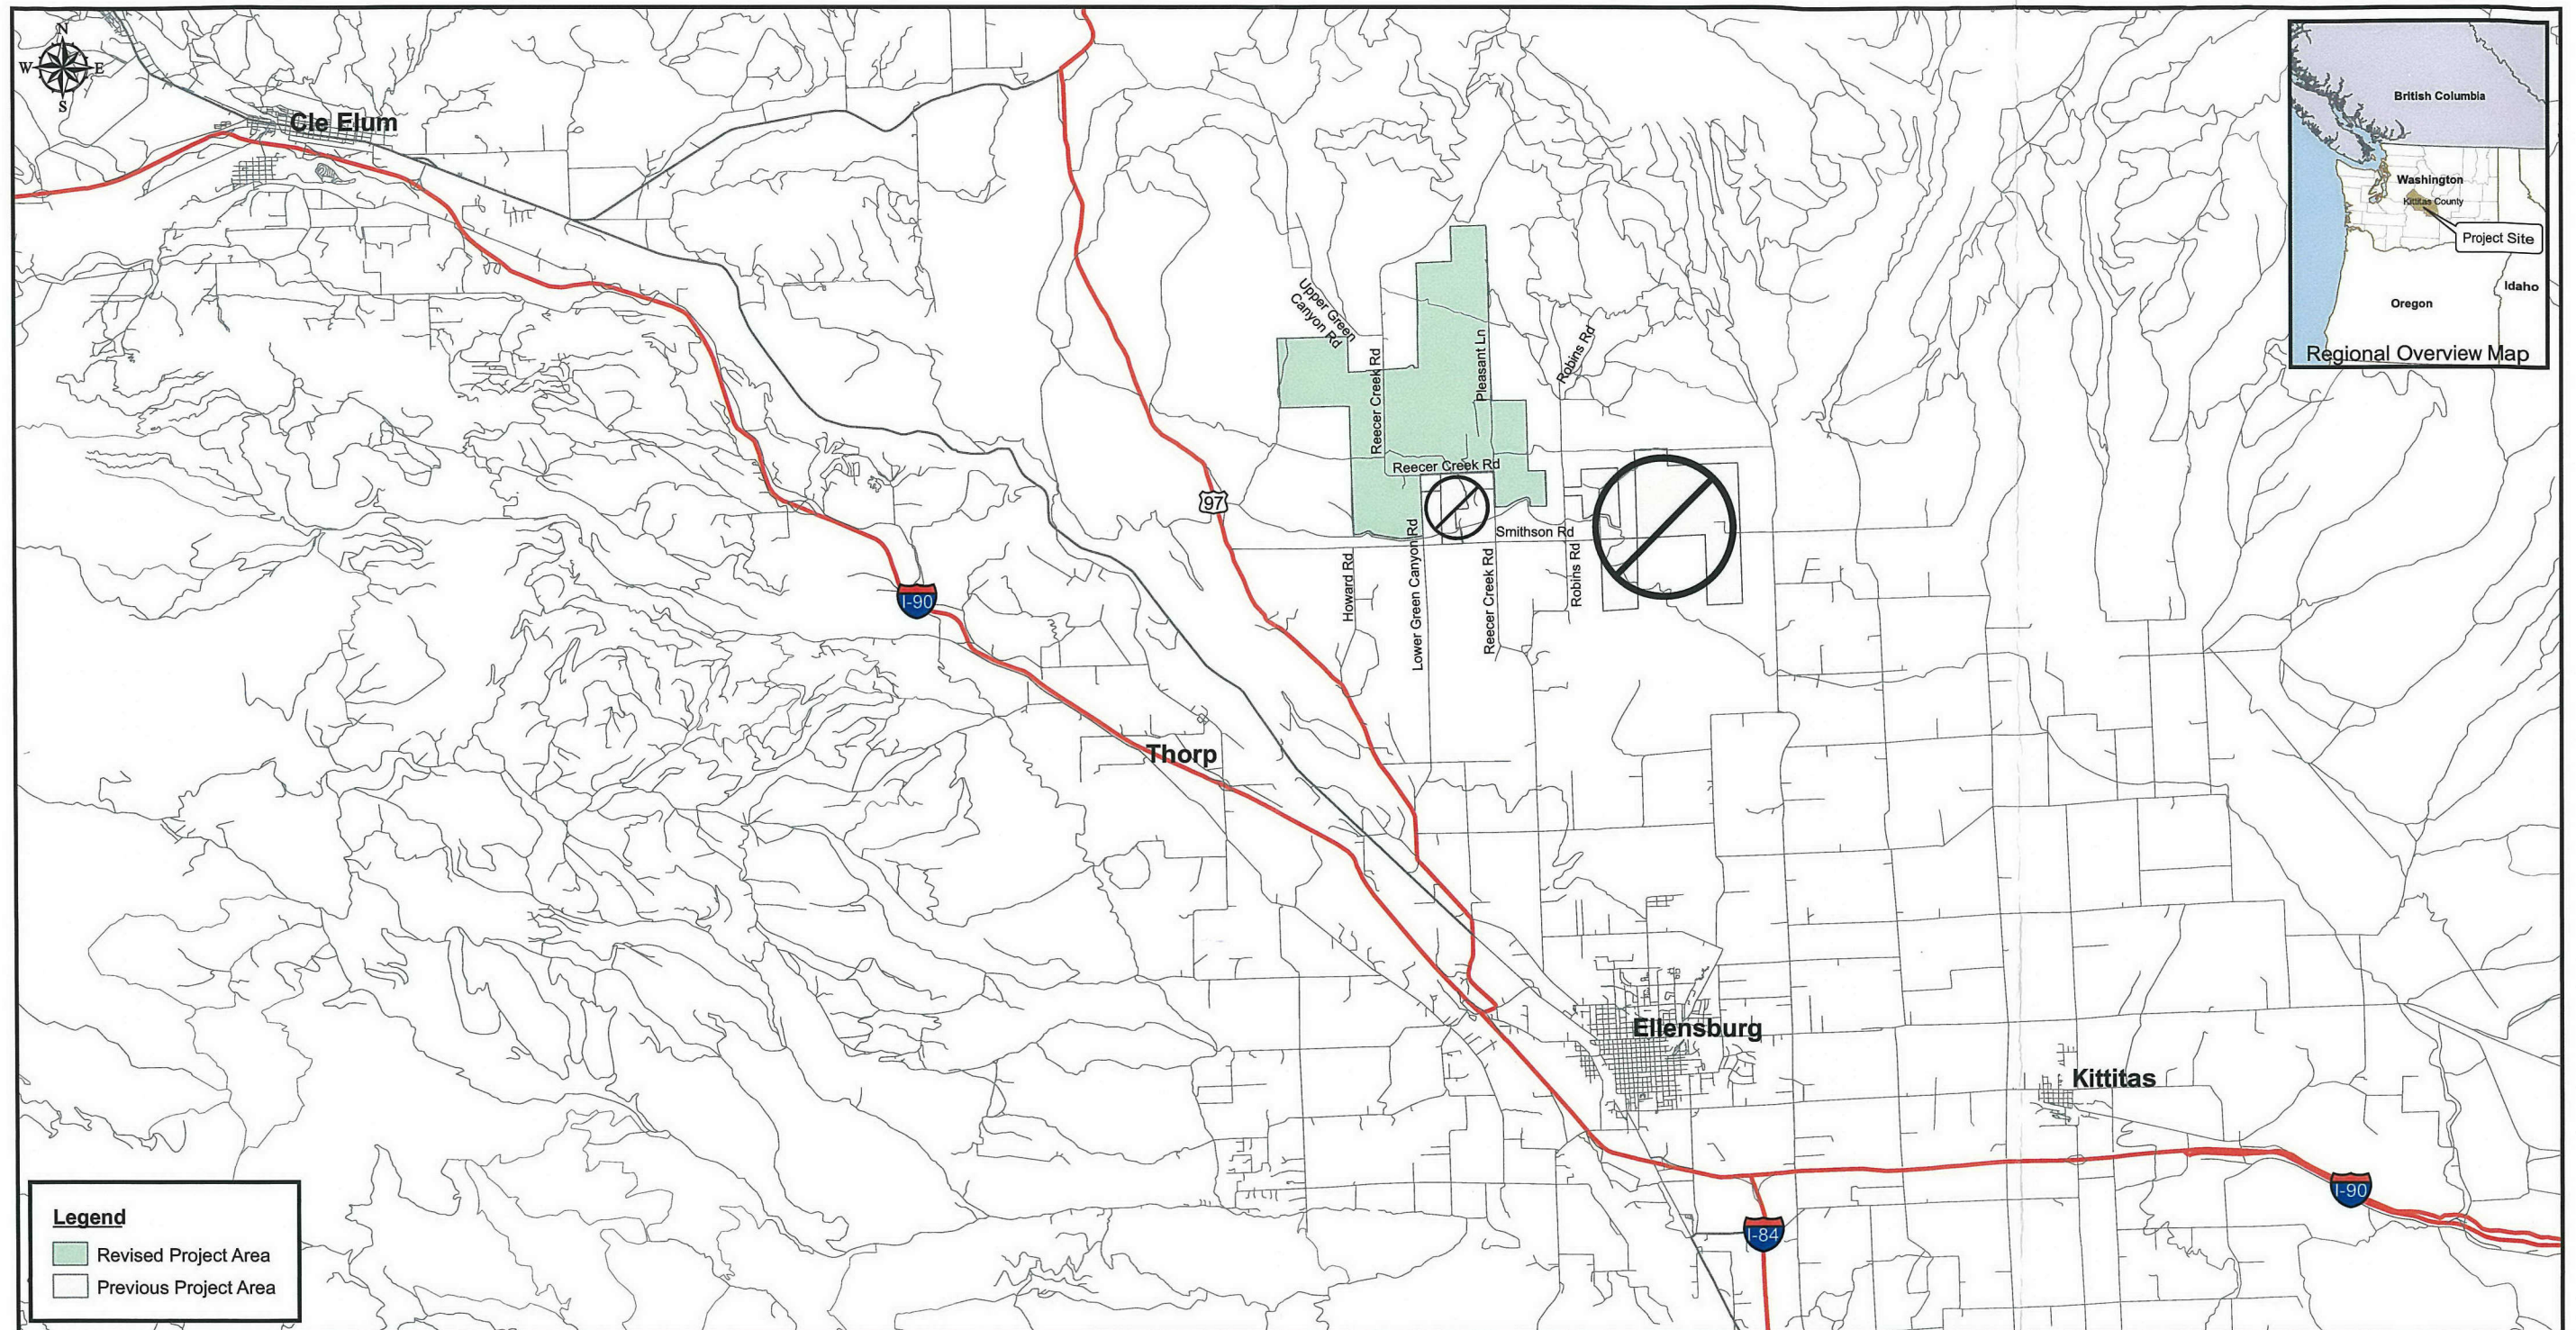 N
W E
S
Cle Elum
British Columbia
Washington
Kittitas County
Project Site
Idaho
Oregon
Regional Overview Map
Upper Green
Canyon Rd
Reecer Creek Rd
Pleasant Ln
Robins Rd
Reecer Creek Rd
97
Smithson Rd
Howard Rd
Lower Green Canyon Rd
Reecer Creek Rd
Robins Rd
I-90
Thorp
Ellensburg
Kittitas
I-90
I-84
Legend
Revised Project Area
Previous Project Area